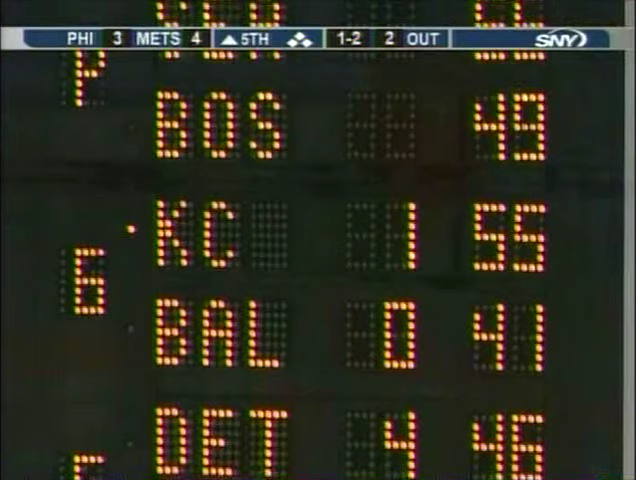 PHI 3 METS 4 5TH 1-2 2 OUT SNY
P
BOS 49
KC 1 55
6
BAL 0 41
DET 4 46